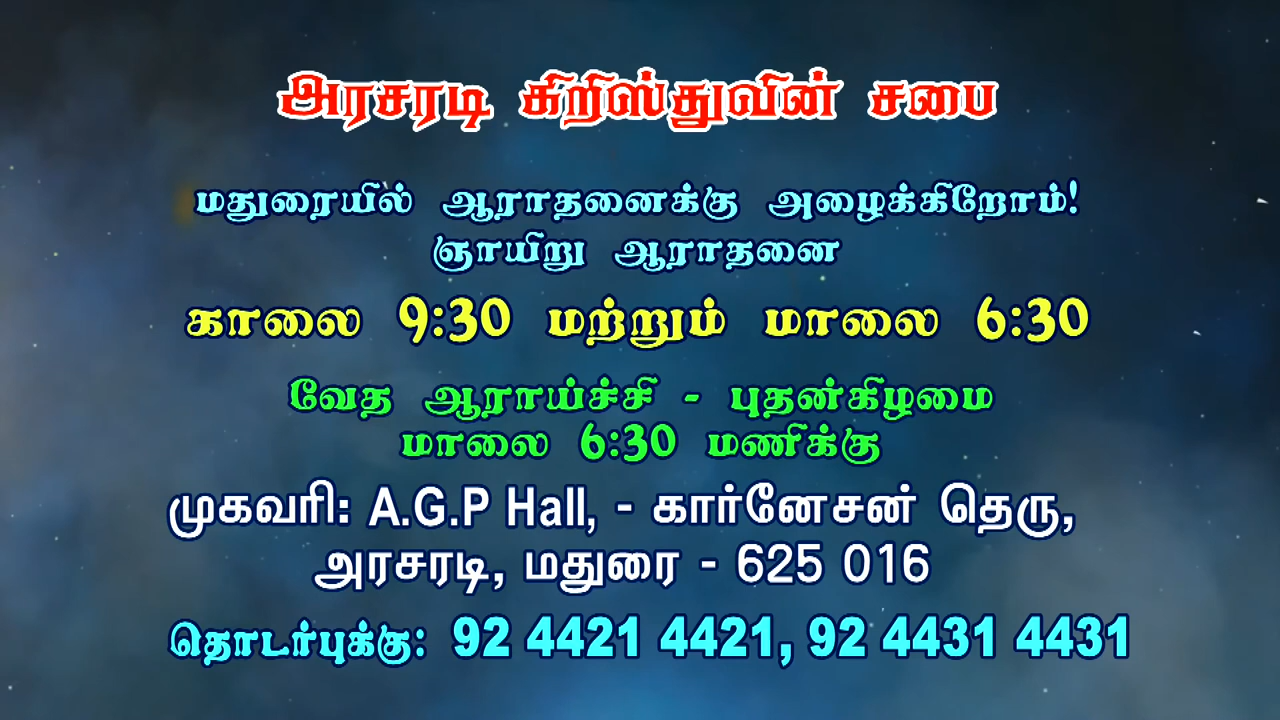 அரசரடி கிறிஸ்துவின் சபை
மதுரையில் ஆராதனைக்கு அழைக்கிறோம்!
ஞாயிறு ஆராதனை
காலை 9:30 மற்றும் மாலை 6:30
வேத ஆராய்ச்சி - புதன்கிழமை
மாலை 6:30 மணிக்கு
முகவரி: A.G.P Hall, - கார்னேசன் தெரு,
அரசரடி, மதுரை - 625 016
தொடர்புக்கு: 92 4421 4421, 92 4431 4431